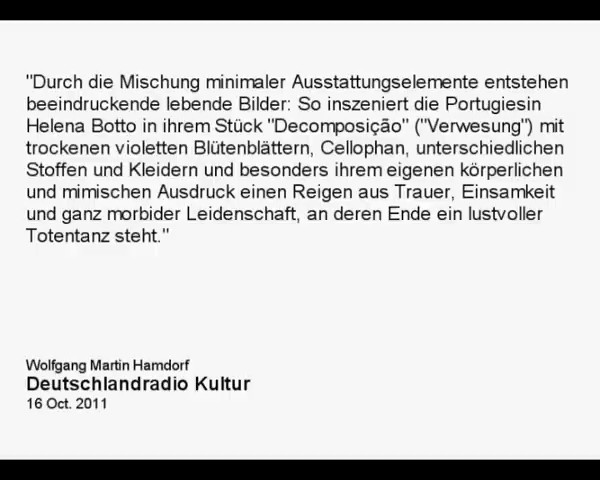 "Durch die Mischung minimaler Ausstattungselemente entstehen
beeindruckende lebende Bilder: So inszeniert die Portugiesin
Helena Botto in ihrem Stück "Decomposição" ("Verwesung") mit
trockenen violetten Blütenblättern, Cellophan, unterschiedlichen
Stoffen und Kleidern und besonders ihrem eigenen körperlichen
und mimischen Ausdruck einen Reigen aus Trauer, Einsamkeit
und ganz morbider Leidenschaft, an deren Ende ein lustvoller
Totentanz steht."
Wolfgang Martin Hamdorf
Deutschlandradio Kultur
16 Oct. 2011